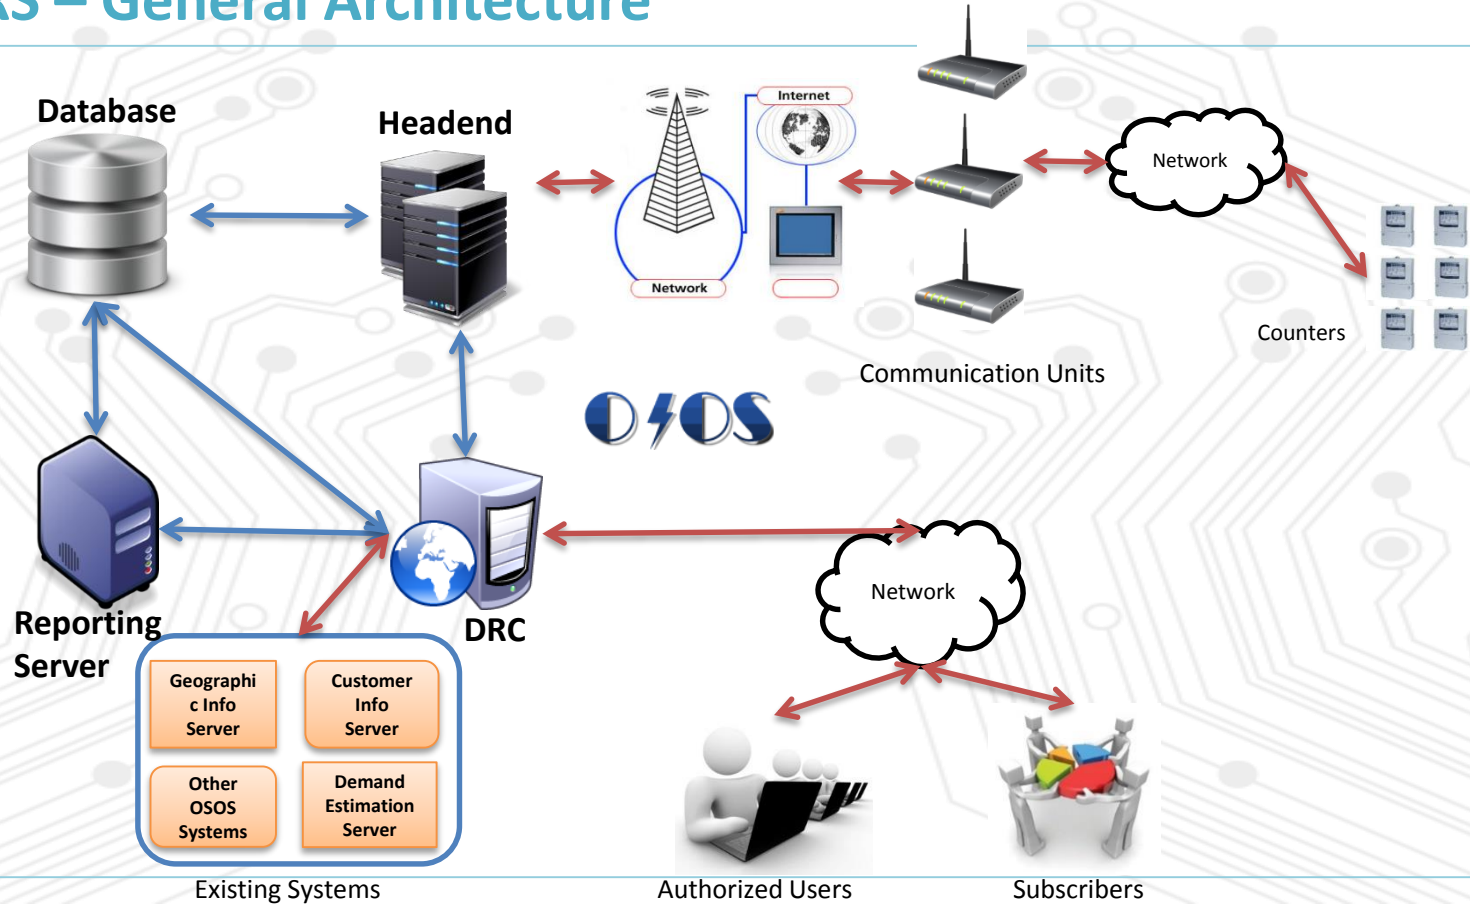 – General Architecture
Database
Headend
Internet
Network
Network
Counters
Communication Units
OSOS
Reporting
Server
DRC
Network
Geographi
c Info
Server
Customer
Info
Server
Other
OSOS
Systems
Demand
Estimation
Server
Existing Systems
Authorized Users
Subscribers